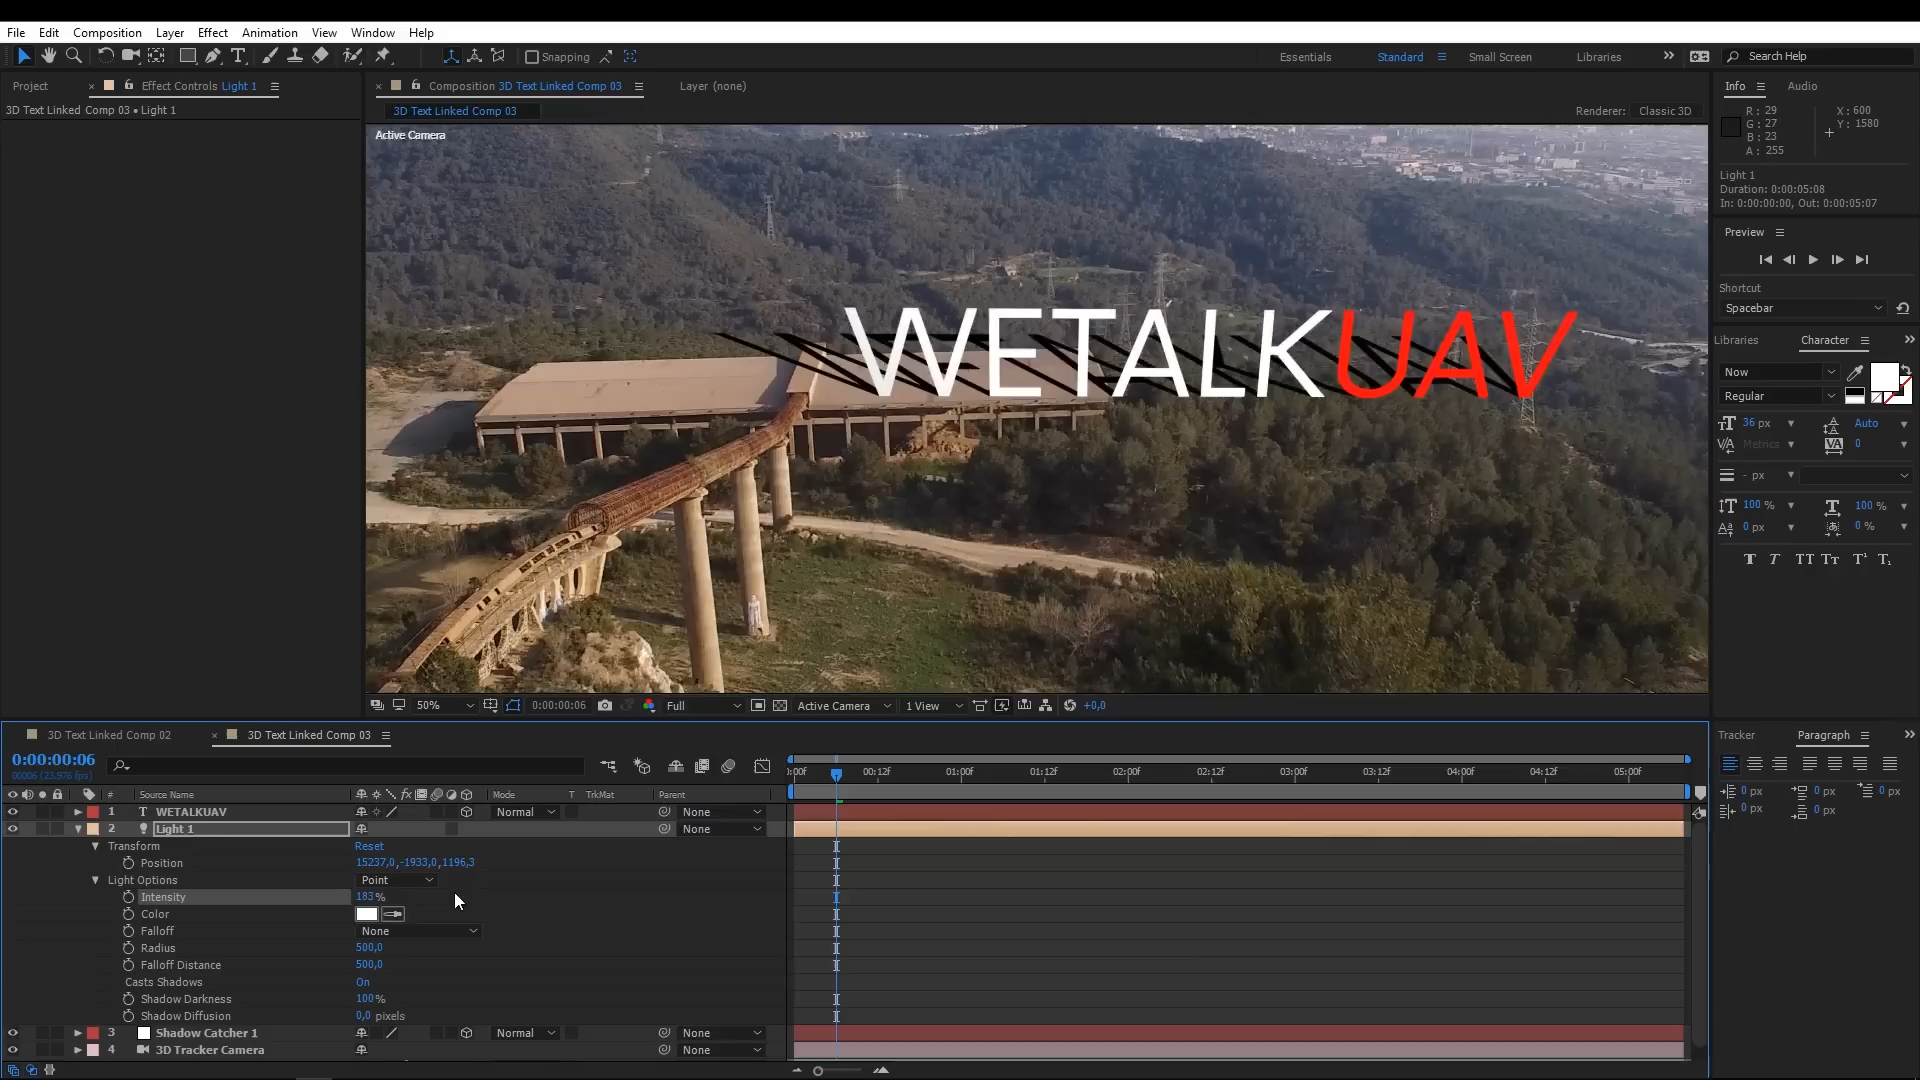 File Edit Composition Layer Effect Animation View Window Help
Snapping
Essentials Standard Small Screen Libraries Search Help
Project Effect Controls Light 1
3D Text Linked Comp 03 • Light 1
Composition 3D Text Linked Comp 03 Layer (none)
3D Text Linked Comp 03
Renderer: Classic 3D
Active Camera
WETALKUAV
Info Audio
R : 29
G : 27
B : 23
A : 255
X : 600
Y : 1580
Light 1
Duration: 0:00:05:08
In: 0:00:00:00, Out: 0:00:05:07
Preview
Shortcut
Spacebar
Libraries Character
Now
Regular
36 px Auto
Metrics 0
- px
100 % 100 %
0 px 0 %
T T TT Tt T¹ T₁
50% 0:00:00:06 Full Active Camera 1 View +0,0
3D Text Linked Comp 02 3D Text Linked Comp 03
0:00:00:06
00006 (23.976 fps)
:00f 00:12f 01:00f 01:12f 02:00f 02:12f 03:00f 03:12f 04:00f 04:12f 05:00f
# Source Name fx Mode T TrkMat Parent
1 T WETALKUAV Normal None
2 Light 1 None
Transform Reset
Position 15237,0,-1933,0,1196,3
Light Options Point
Intensity 183 %
Color
Falloff None
Radius 500,0
Falloff Distance 500,0
Casts Shadows On
Shadow Darkness 100 %
Shadow Diffusion 0,0 pixels
3 Shadow Catcher 1 Normal None
4 3D Tracker Camera None
Tracker Paragraph
0 px 0 px 0 px
0 px 0 px